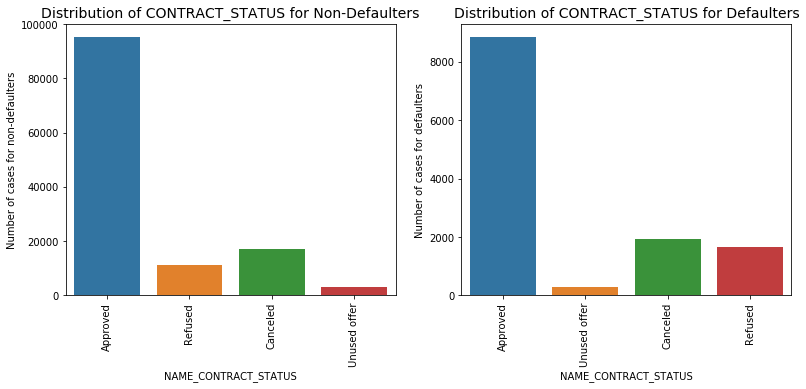 Distribution of CONTRACT_STATUS for Non-Defaulters
Number of cases for non-defaulters
100000
80000
60000
40000
20000
0
Approved
Refused
Canceled
Unused offer
NAME_CONTRACT_STATUS
Distribution of CONTRACT_STATUS for Defaulters
Number of cases for defaulters
8000
6000
4000
2000
0
Approved
Unused offer
Canceled
Refused
NAME_CONTRACT_STATUS